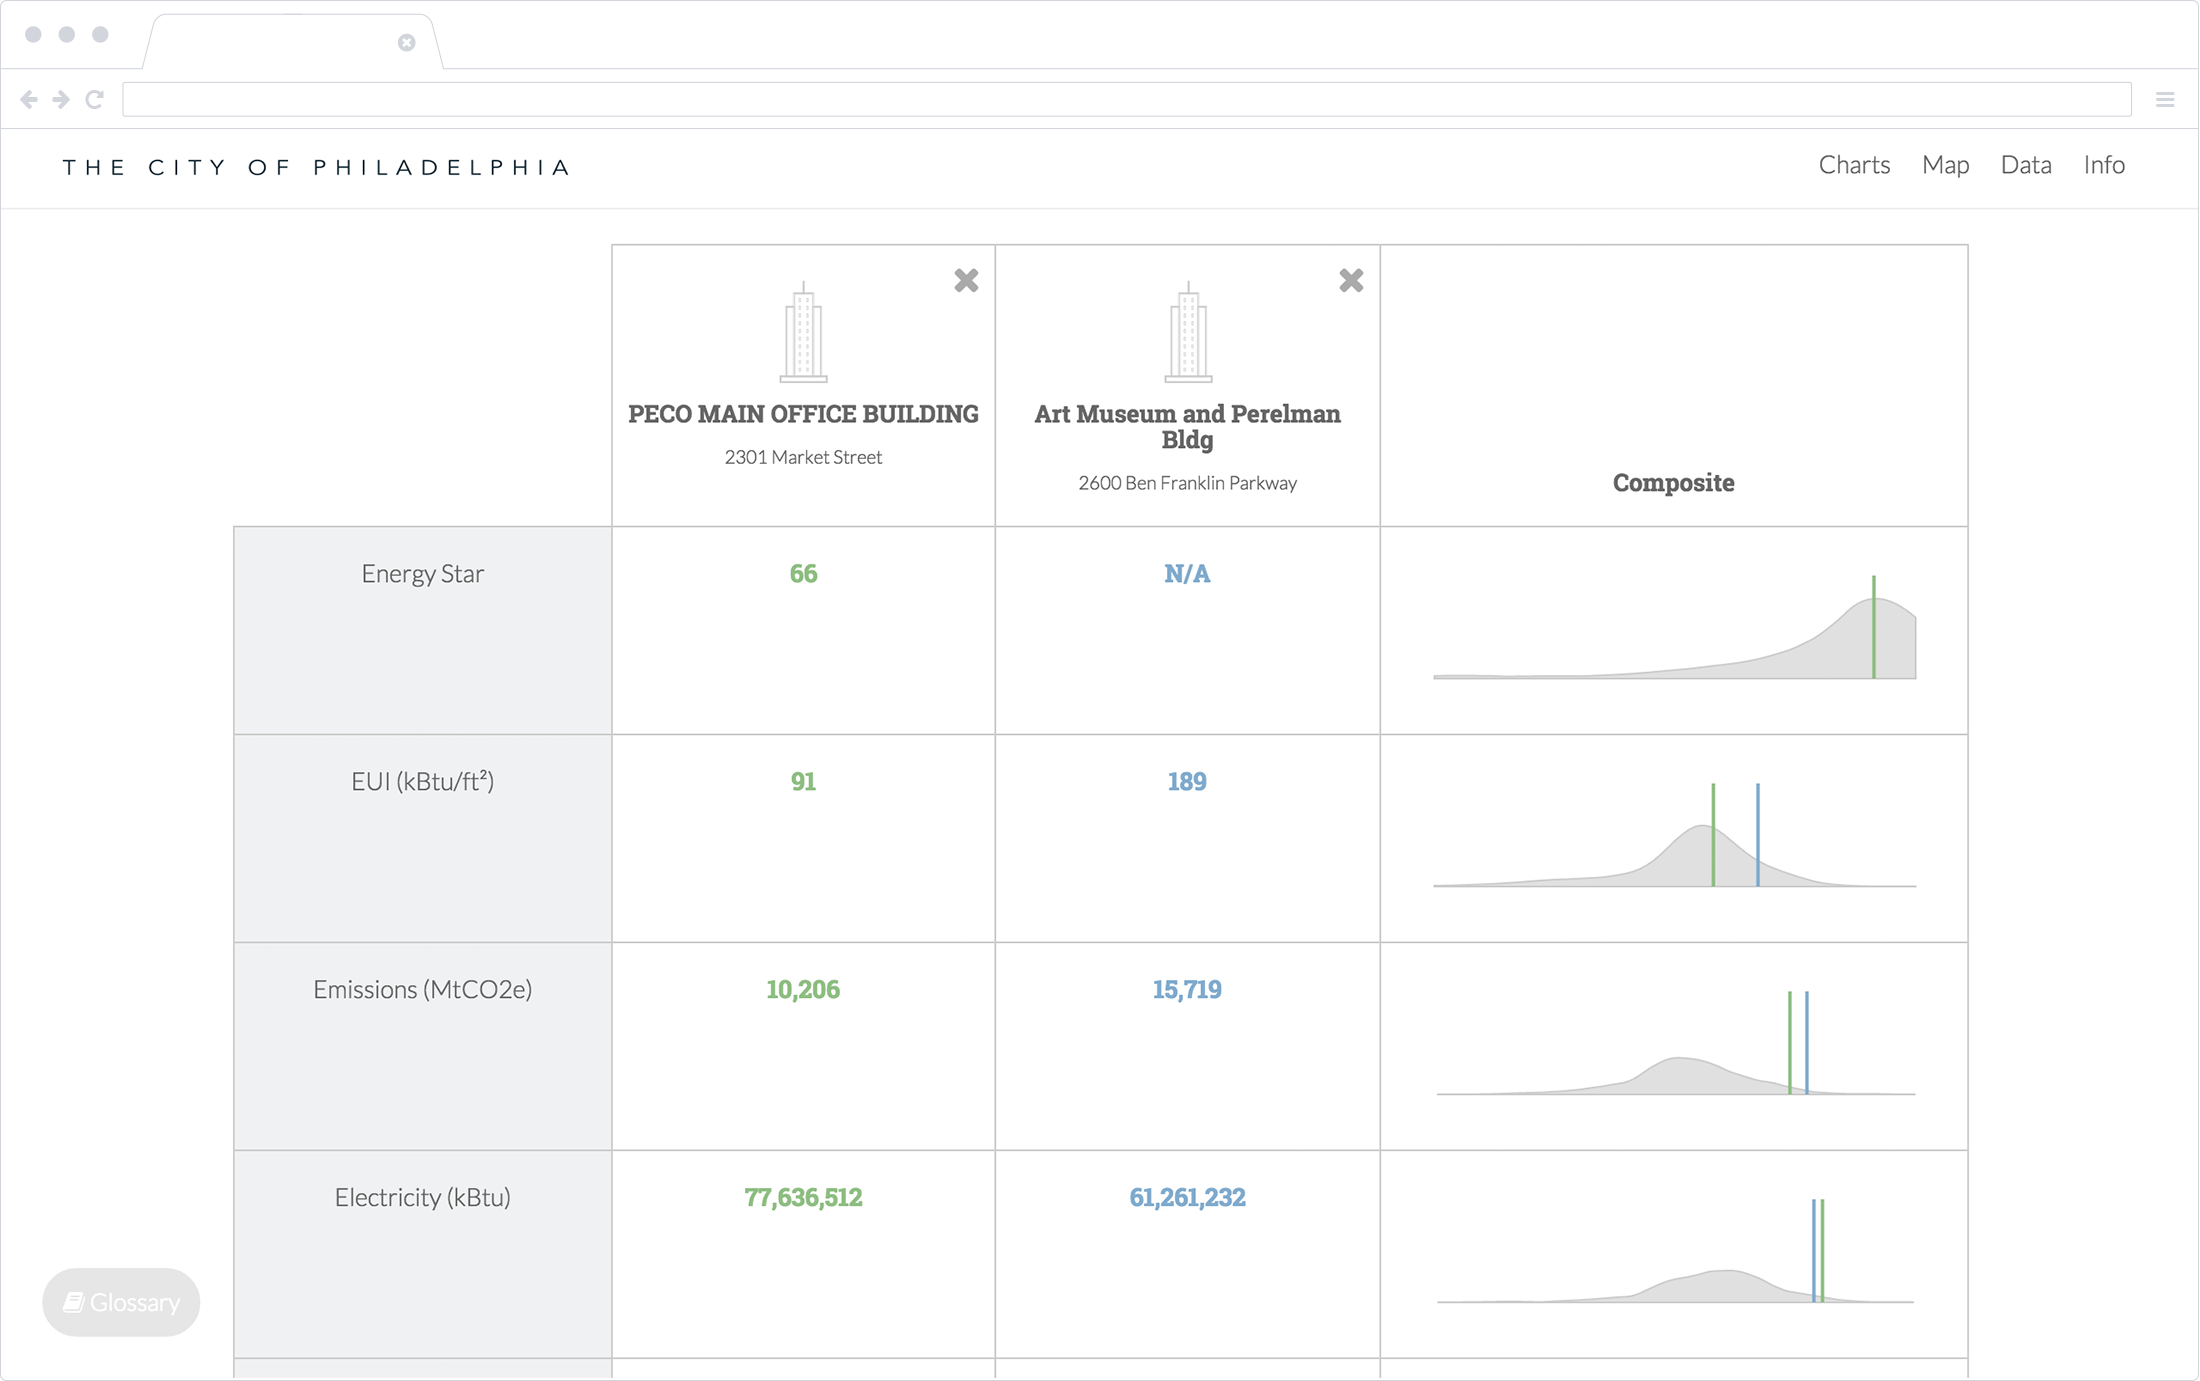 THE CITY OF PHILADELPHIA
Charts Map Data Info
PECO MAIN OFFICE BUILDING
2301 Market Street
Art Museum and Perelman
Bldg
2600 Ben Franklin Parkway
Composite
Energy Star
66
N/A
EUI (kBtu/ft²)
91
189
Emissions (MtCO2e)
10,206
15,719
Electricity (kBtu)
77,636,512
61,261,232
Glossary